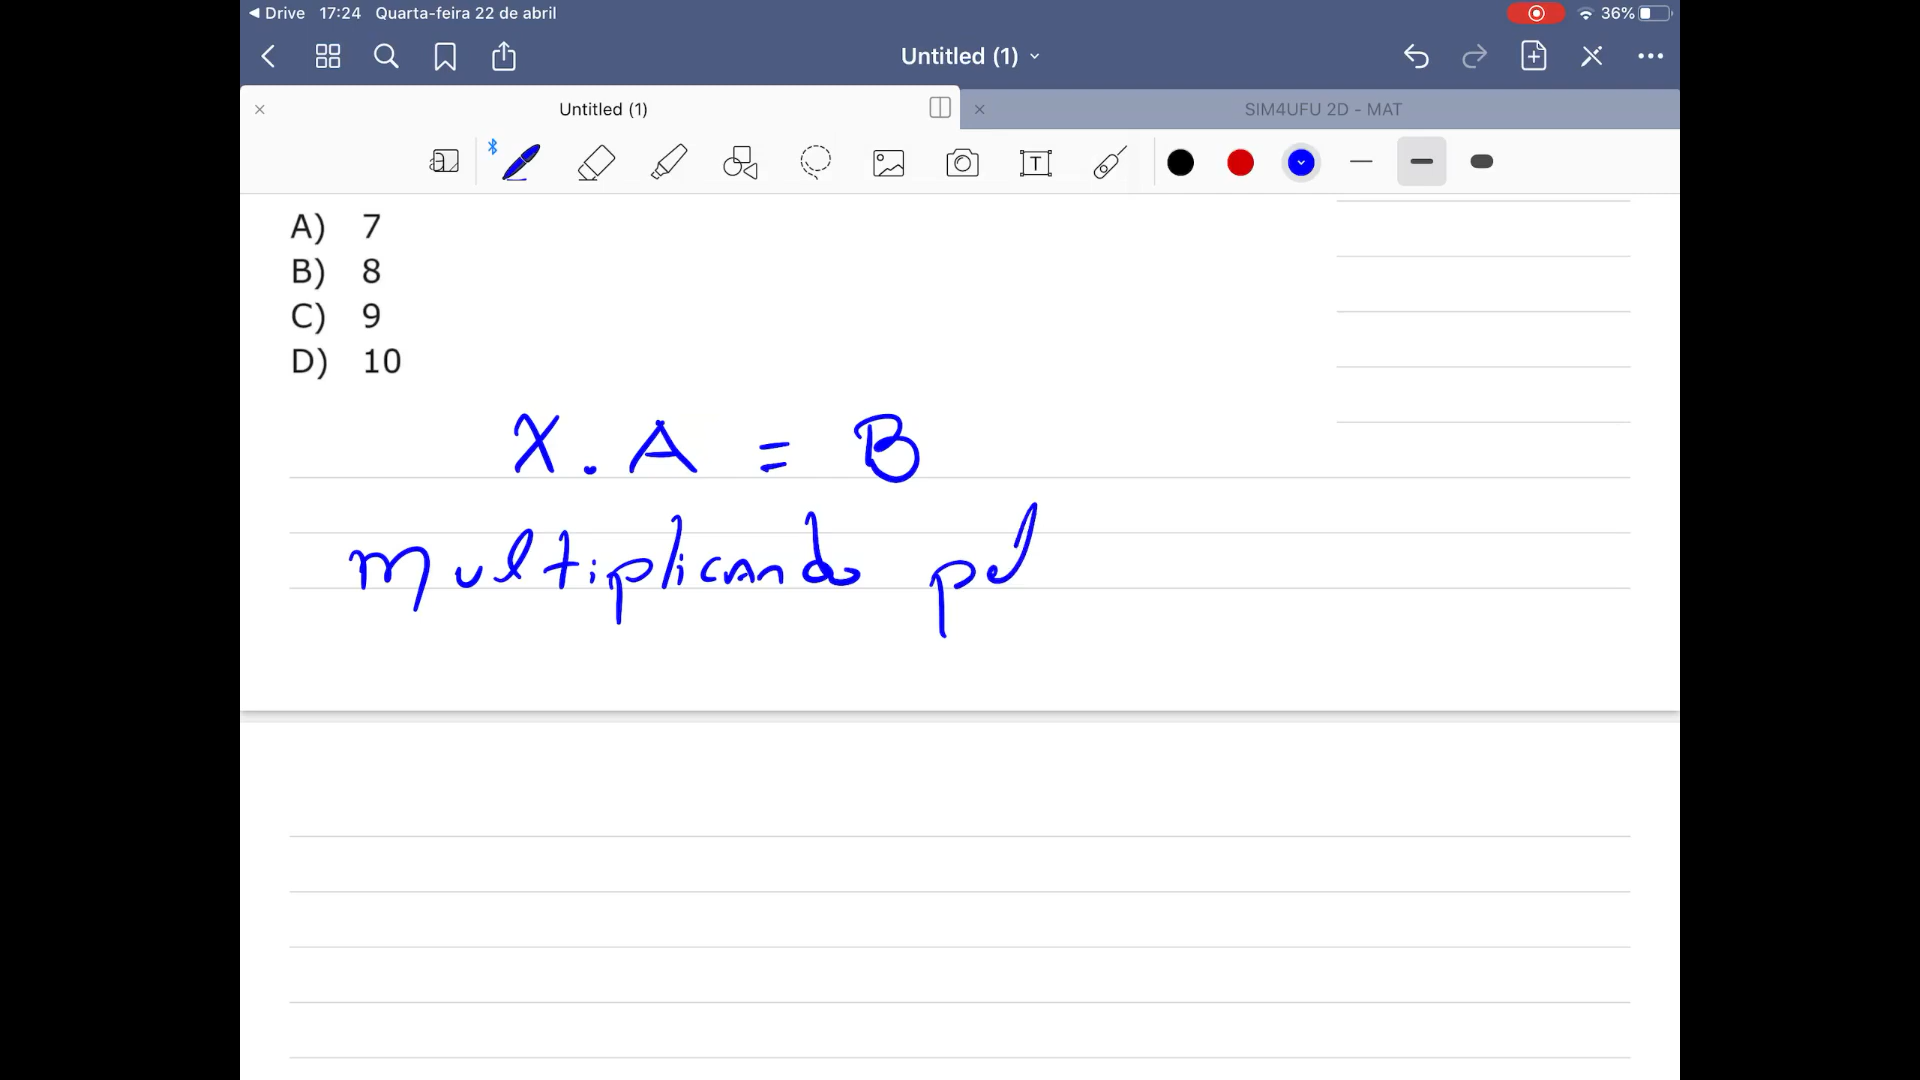 Drive 17:24 Quarta-feira 22 de abril 36%
Untitled (1)
Untitled (1) SIM4UFU 2D - MAT
A) 7
B) 8
C) 9
D) 10
X . A = B
multiplicando pel